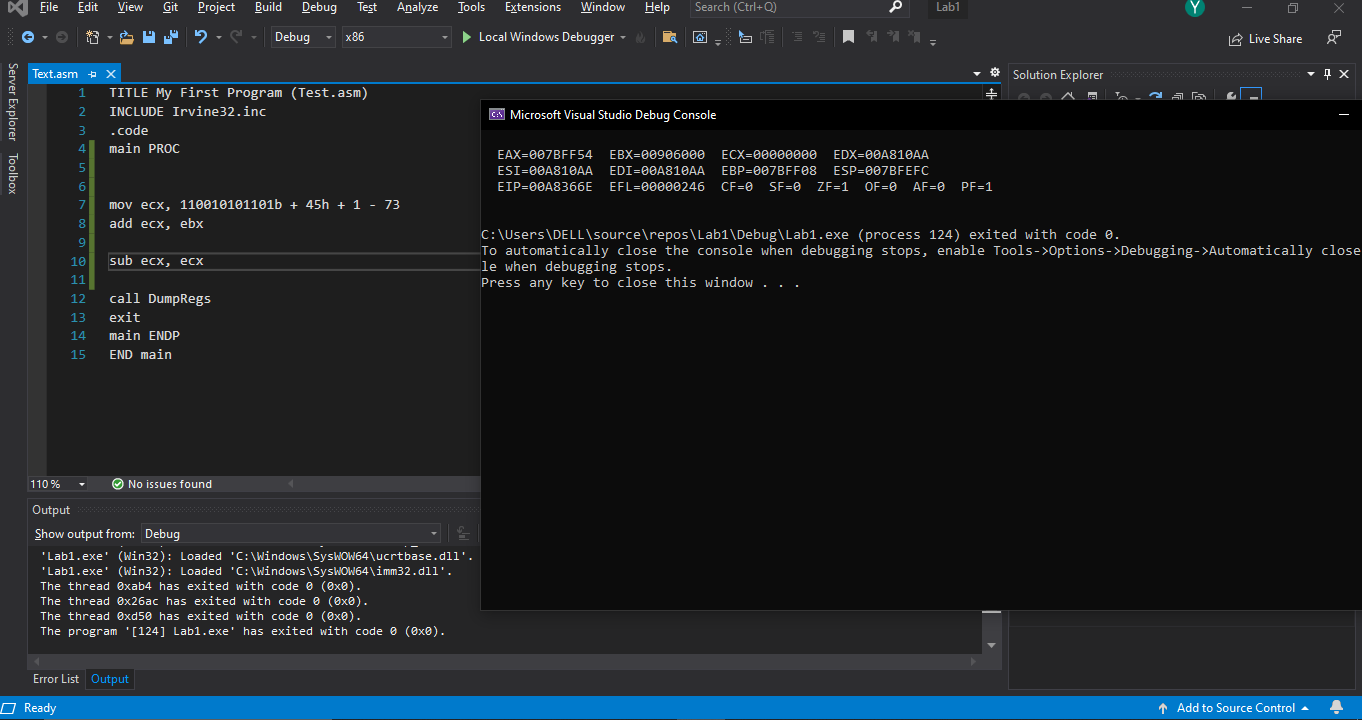 File Edit View Git Project Build Debug Test Analyze Tools Extensions Window Help Search (Ctrl+Q) Lab1 Y
Debug x86 Local Windows Debugger Live Share
Server Explorer
Toolbox
Text.asm
Solution Explorer
1 TITLE My First Program (Test.asm)
2 INCLUDE Irvine32.inc
3 .code
4 main PROC
5
6
7 mov ecx, 110010101101b + 45h + 1 - 73
8 add ecx, ebx
9
10 sub ecx, ecx
11
12 call DumpRegs
13 exit
14 main ENDP
15 END main
C:\ Microsoft Visual Studio Debug Console
EAX=007BFF54 EBX=00906000 ECX=00000000 EDX=00A810AA
ESI=00A810AA EDI=00A810AA EBP=007BFF08 ESP=007BFEFC
EIP=00A8366E EFL=00000246 CF=0 SF=0 ZF=1 OF=0 AF=0 PF=1
C:\Users\DELL\source\repos\Lab1\Debug\Lab1.exe (process 124) exited with code 0.
To automatically close the console when debugging stops, enable Tools->Options->Debugging->Automatically close
le when debugging stops.
Press any key to close this window . . .
110 % No issues found
Output
Show output from: Debug
'Lab1.exe' (Win32): Loaded 'C:\Windows\SysWOW64\ucrtbase.dll'.
'Lab1.exe' (Win32): Loaded 'C:\Windows\SysWOW64\imm32.dll'.
The thread 0xab4 has exited with code 0 (0x0).
The thread 0x26ac has exited with code 0 (0x0).
The thread 0xd50 has exited with code 0 (0x0).
The program '[124] Lab1.exe' has exited with code 0 (0x0).
Error List Output
Ready Add to Source Control